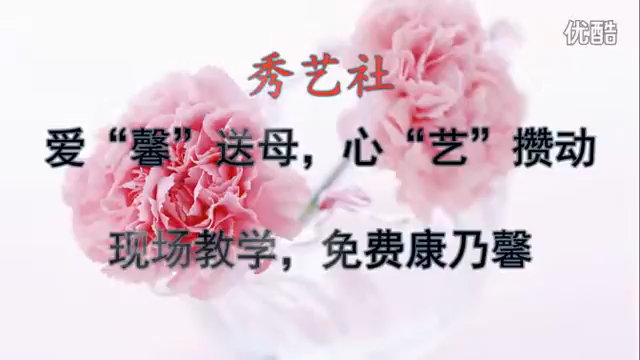 优酷
秀艺社
爱“馨”送母，心“艺”攒动
现场教学，免费康乃馨